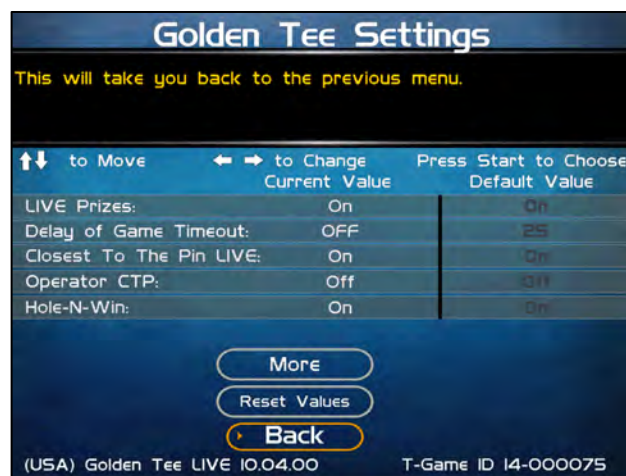 Golden Tee Settings
This will take you back to the previous menu.
to Move to Change Press Start to Choose
Current Value Default Value
LIVE Prizes: On On
Delay of Game Timeout: OFF 25
Closest To The Pin LIVE: On On
Operator CTP: Off Off
Hole-N-Win: On On
More
Reset Values
Back
(USA) Golden Tee LIVE 10.04.00 T-Game ID 14-000075